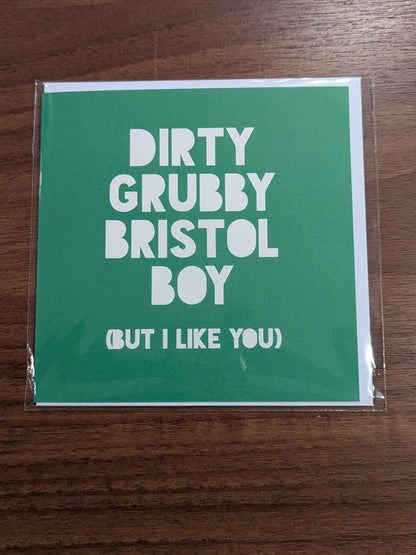 DIRTY
GRUBBY
BRISTOL
BOY
(BUT I LIKE YOU)